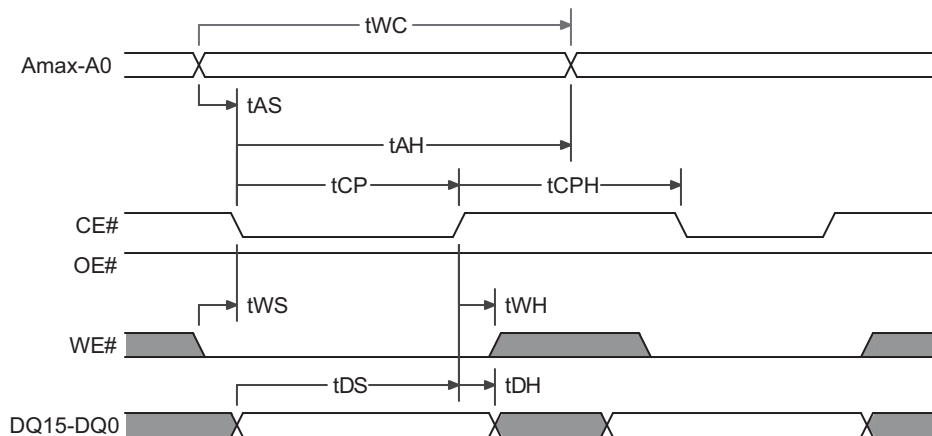 tWC
Amax-A0
tAS
tAH
tCP tCPH
CE#
OE#
tWS tWH
WE#
tDS tDH
DQ15-DQ0